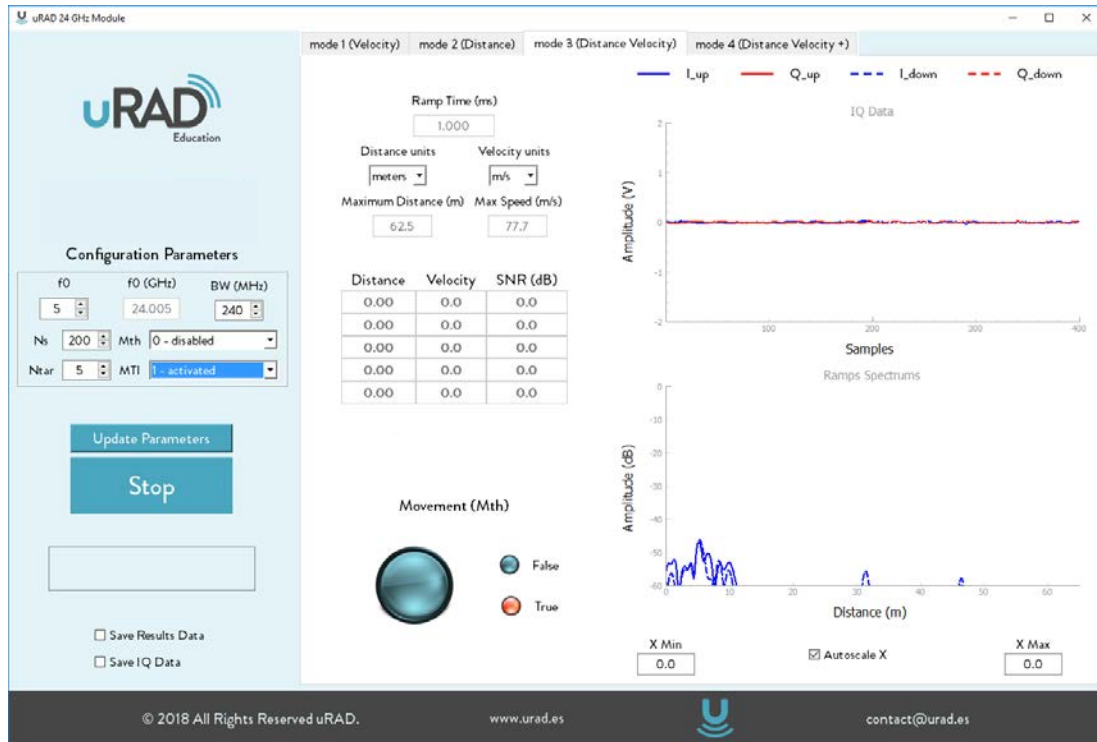 uRAD 24 GHz Module
mode 1 (Velocity) mode 2 (Distance) mode 3 (Distance Velocity) mode 4 (Distance Velocity +)
uRAD
Education
Configuration Parameters
f0 f0 (GHz) BW (MHz)
5 24.005 240
Ns 200 Mth 0 - disabled
Ntar 5 MTI 1 - activated
Update Parameters
Stop
Save Results Data
Save IQ Data
Ramp Time (ms)
1.000
Distance units Velocity units
meters m/s
Maximum Distance (m) Max Speed (m/s)
62.5 77.7
Distance Velocity SNR (dB)
0.00 0.0 0.0
0.00 0.0 0.0
0.00 0.0 0.0
0.00 0.0 0.0
0.00 0.0 0.0
Movement (Mth)
False
True
I_up Q_up I_down Q_down
IQ Data
Amplitude (V)
2
1
0
-1
-2
100 200 300 400
Samples
Ramps Spectrums
Amplitude (dB)
0
-10
-20
-30
-40
-50
-60
0 10 20 30 40 50 60
Distance (m)
X Min Autoscale X X Max
0.0 0.0
© 2018 All Rights Reserved uRAD. www.urad.es contact@urad.es